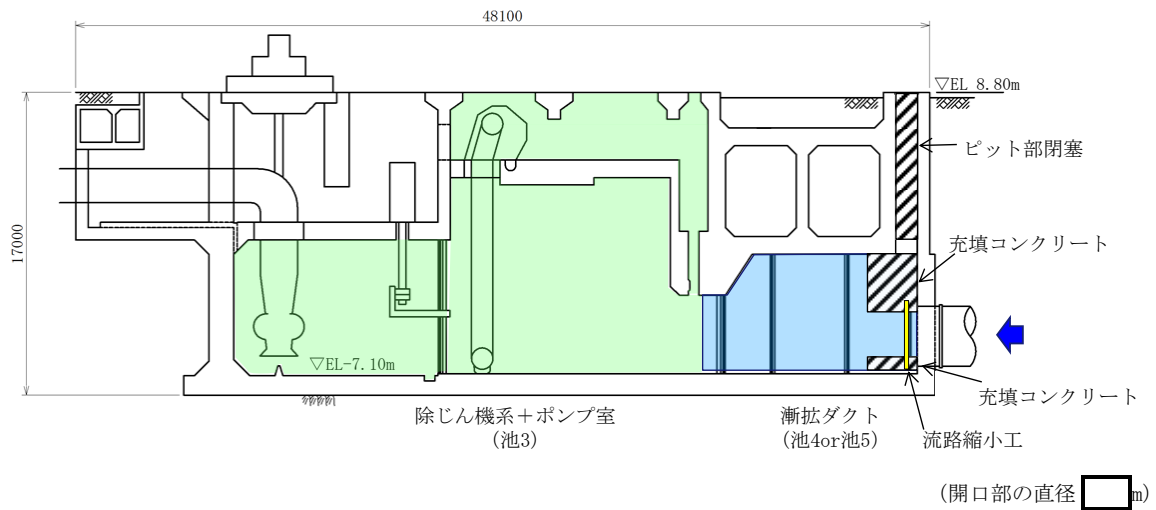 48100
▽EL 8.80m
ピット部閉塞
17000
充填コンクリート
▽EL-7.10m
充填コンクリート
除じん機系＋ポンプ室
(池3)
漸拡ダクト
(池4or池5)
流路縮小工
(開口部の直径 m)